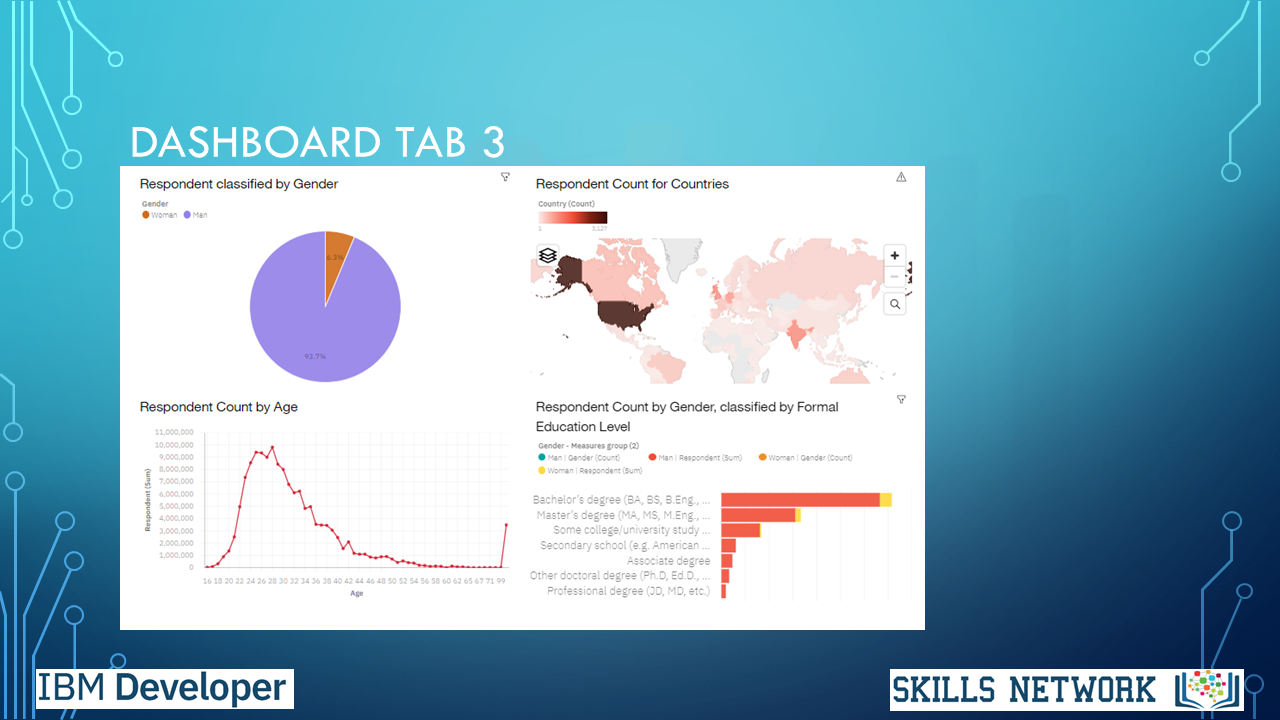 DASHBOARD TAB 3
Respondent classified by Gender
Gender
Woman Man
6.3%
93.7%
Respondent Count for Countries
Country (Count)
1 3,127
Respondent Count by Age
11,000,000
10,000,000
9,000,000
8,000,000
7,000,000
6,000,000
5,000,000
4,000,000
3,000,000
2,000,000
1,000,000
0
Respondent (Sum)
16 18 20 22 24 26 28 30 32 34 36 38 40 42 44 46 48 50 52 54 56 58 60 62 65 67 71 99
Age
Respondent Count by Gender, classified by Formal
Education Level
Gender - Measures group (2)
Man | Gender (Count) Man | Respondent (Sum) Woman | Gender (Count)
Woman | Respondent (Sum)
Bachelor's degree (BA, BS, B.Eng., ...
Master's degree (MA, MS, M.Eng., ...
Some college/university study ...
Secondary school (e.g. American ...
Associate degree
Other doctoral degree (Ph.D, Ed.D., ...
Professional degree (JD, MD, etc.)
IBM Developer
SKILLS NETWORK